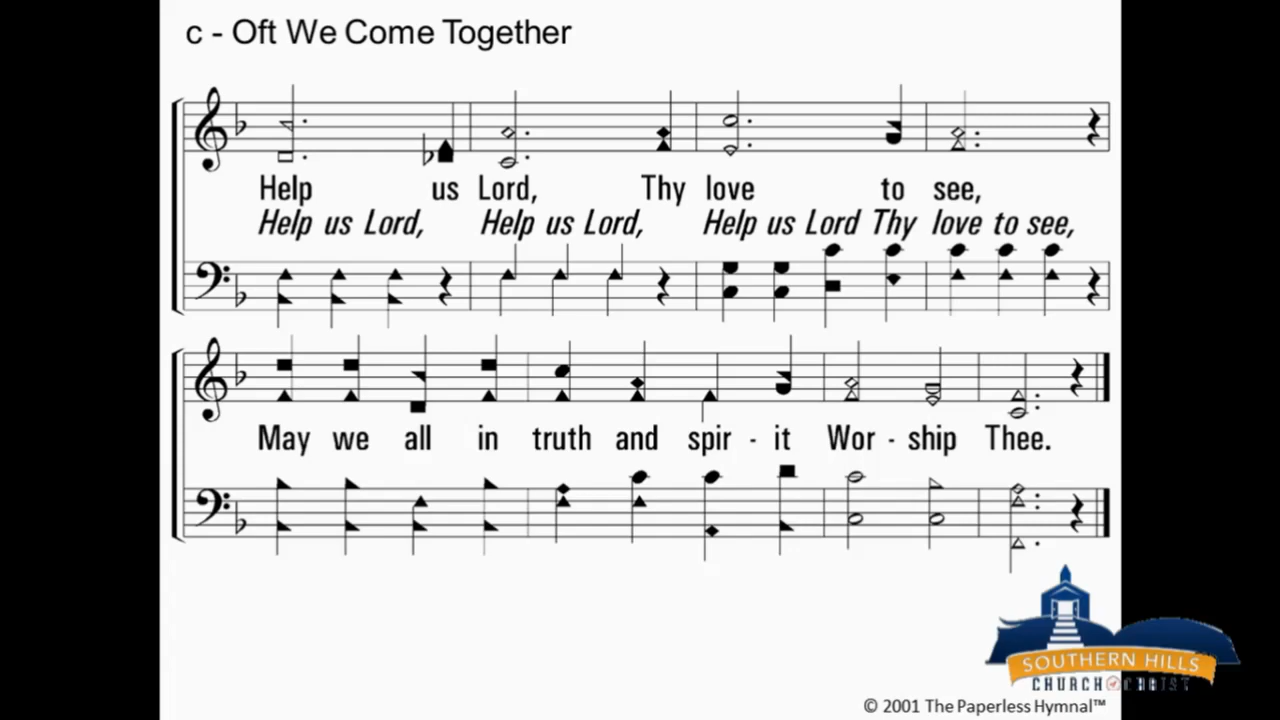 c - Oft We Come Together
Help us Lord, Thy love to see,
Help us Lord, Help us Lord, Help us Lord Thy love to see,
May we all in truth and spir - it Wor - ship Thee.
SOUTHERN HILLS
CHURCH OF CHRIST
© 2001 The Paperless Hymnal™